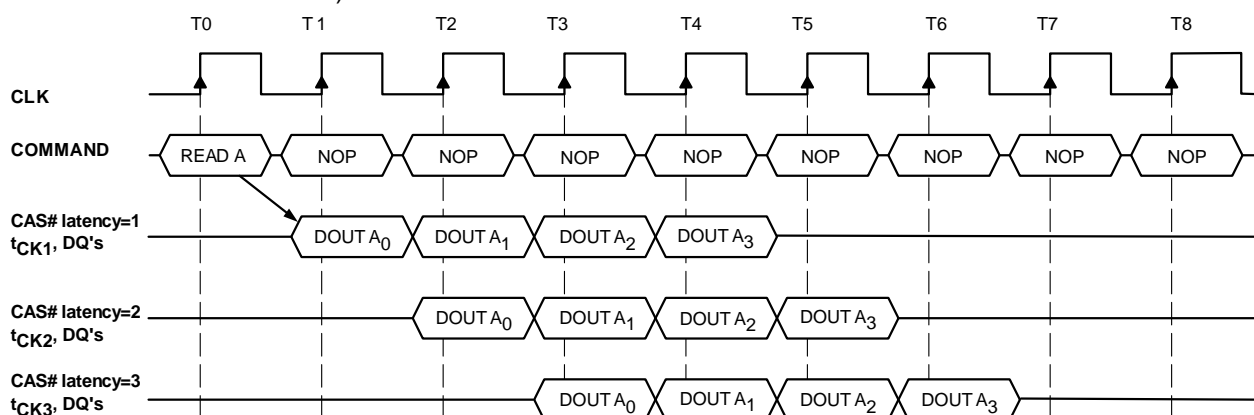 T0 T1 T2 T3 T4 T5 T6 T7 T8
CLK
COMMAND READ A NOP NOP NOP NOP NOP NOP NOP NOP
CAS# latency=1
tCK1, DQ's DOUT A0 DOUT A1 DOUT A2 DOUT A3
CAS# latency=2
tCK2, DQ's DOUT A0 DOUT A1 DOUT A2 DOUT A3
CAS# latency=3
tCK3, DQ's DOUT A0 DOUT A1 DOUT A2 DOUT A3